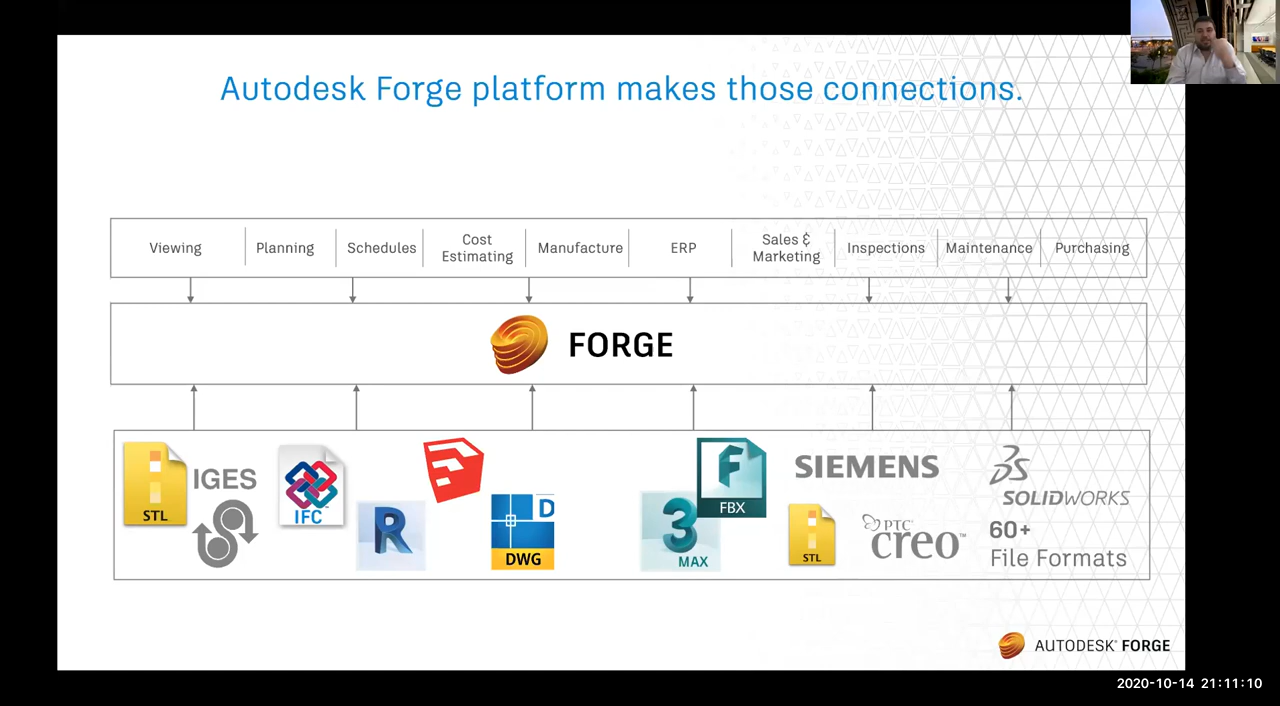 Autodesk Forge platform makes those connections.
Viewing
Planning
Schedules
Cost
Estimating
Manufacture
ERP
Sales &
Marketing
Inspections
Maintenance
Purchasing
FORGE
STL
IGES
IFC
R
D
DWG
3
MAX
F
FBX
SIEMENS
STL
PTC®
creo™
SOLIDWORKS
60+
File Formats
AUTODESK® FORGE
2020-10-14 21:11:10